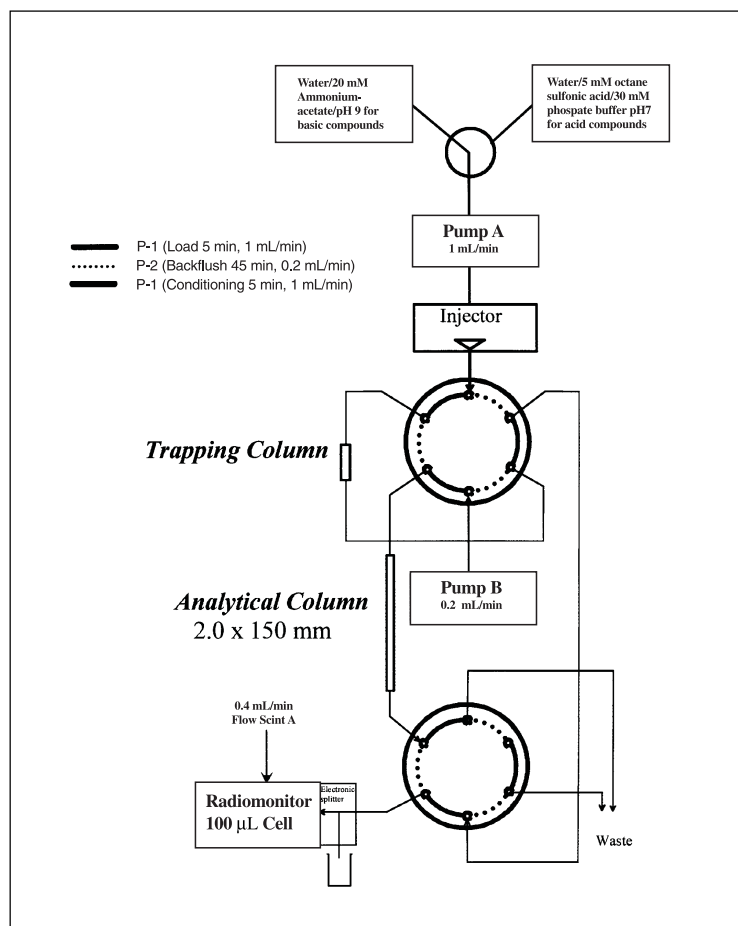 Water/20 mM
Ammonium-
acetate/pH 9 for
basic compounds
Water/5 mM octane
sulfonic acid/30 mM
phospate buffer pH7
for acid compounds
Pump A
1 mL/min
P-1 (Load 5 min, 1 mL/min)
P-2 (Backflush 45 min, 0.2 mL/min)
P-1 (Conditioning 5 min, 1 mL/min)
Injector
Trapping Column
Pump B
0.2 mL/min
Analytical Column
2.0 x 150 mm
0.4 mL/min
Flow Scint A
Electronic
splitter
Radiomonitor
100 µL Cell
Waste